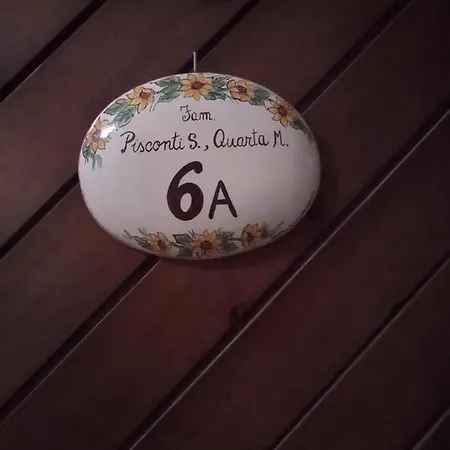 Fam.
Pisconti S., Quarta M.
6A